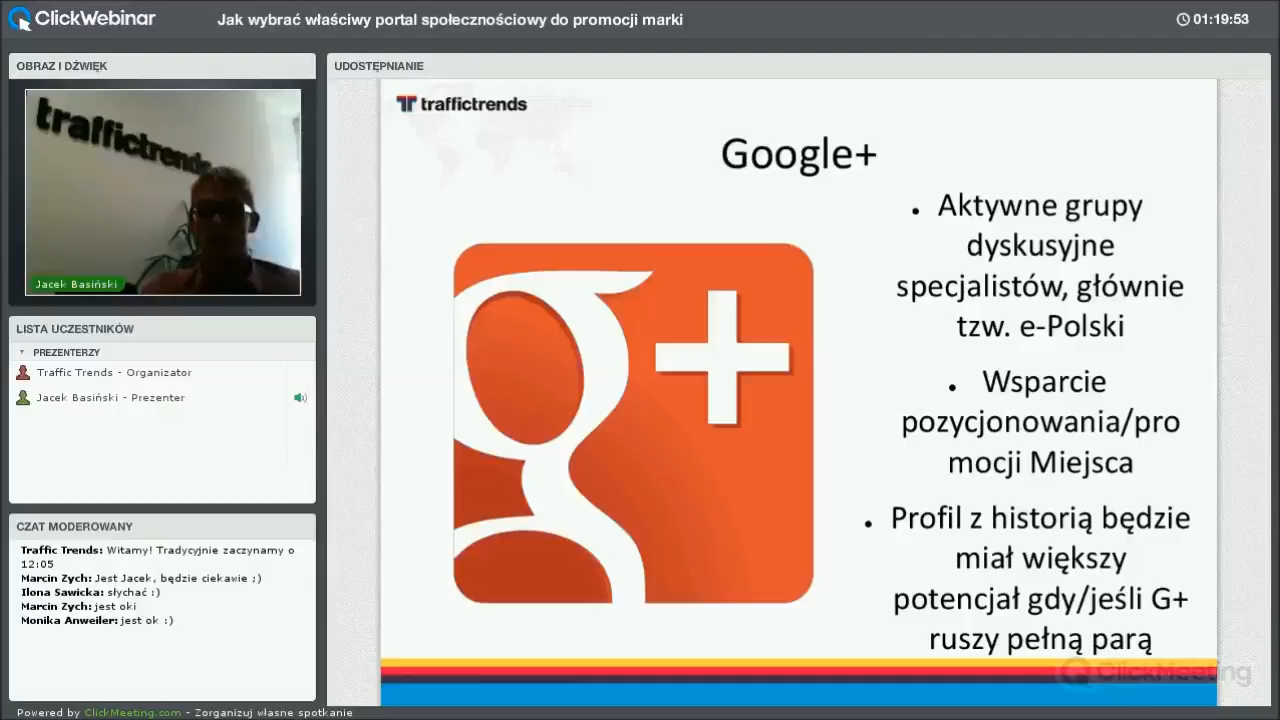 ClickWebinar
Jak wybrać właściwy portal społecznościowy do promocji marki
01:19:53
OBRAZ I DŹWIĘK
traffictrends
Jacek Basiński
LISTA UCZESTNIKÓW
PREZENTERZY
Traffic Trends - Organizator
Jacek Basiński - Prezenter
CZAT MODEROWANY
Traffic Trends: Witamy! Tradycyjnie zaczynamy o
12:05
Marcin Zych: Jest Jacek, będzie ciekawie ;)
Ilona Sawicka: słychać :)
Marcin Zych: jest oki
Monika Anweiler: jest ok :)
UDOSTĘPNIANIE
traffictrends
Google+
• Aktywne grupy
dyskusyjne
specjalistów, głównie
tzw. e-Polski
• Wsparcie
pozycjonowania/pro
mocji Miejsca
• Profil z historią będzie
miał większy
potencjał gdy/jeśli G+
ruszy pełną parą
g+
ClickMeeting
Powered by ClickMeeting.com - Zorganizuj własne spotkanie